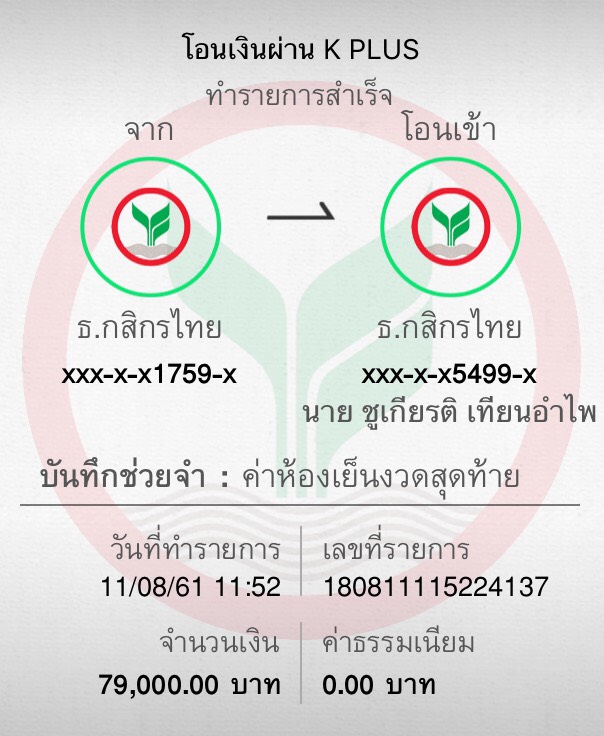 โอนเงินผ่าน K PLUS
ทำรายการสำเร็จ
จาก
โอนเข้า
ธ.กสิกรไทย
xxx-x-x1759-x
ธ.กสิกรไทย
xxx-x-x5499-x
นาย ชูเกียรติ เทียนอำไพ
บันทึกช่วยจำ : ค่าห้องเย็นงวดสุดท้าย
วันที่ทำรายการ
11/08/61 11:52
เลขที่รายการ
180811115224137
จำนวนเงิน
79,000.00 บาท
ค่าธรรมเนียม
0.00 บาท